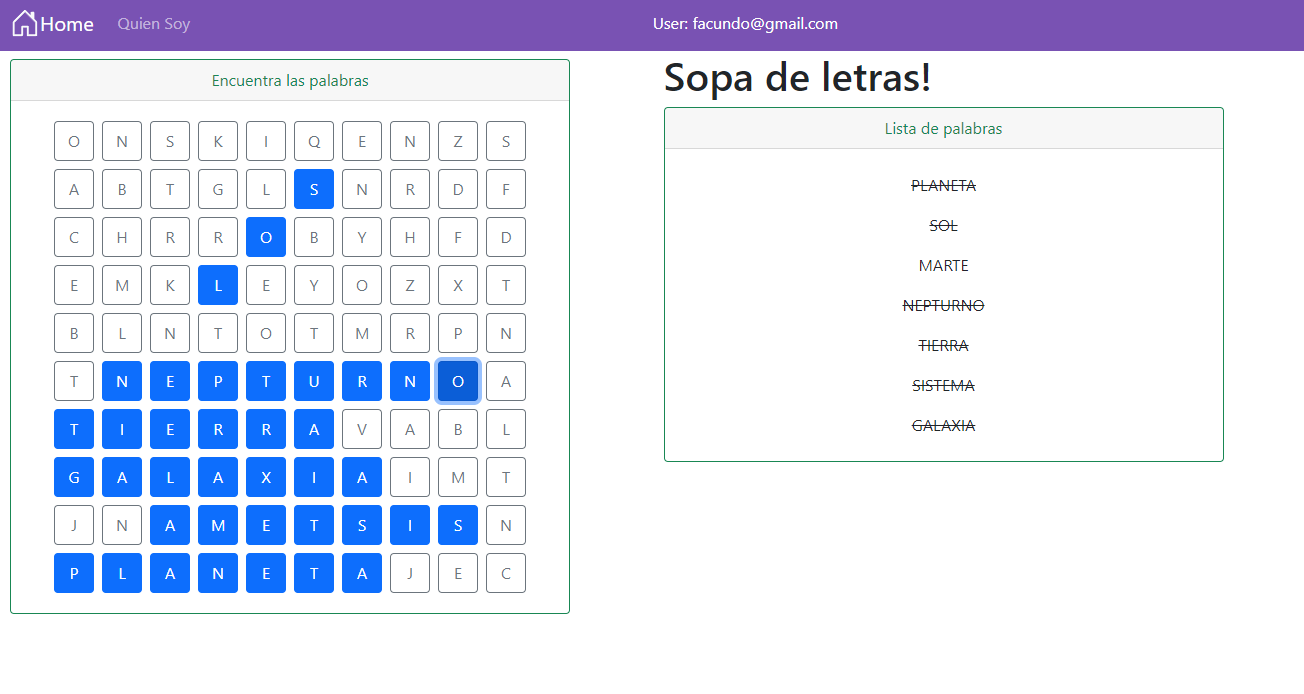 Home Quien Soy User: facundo@gmail.com
Encuentra las palabras
O N S K I Q E N Z S
A B T G L S N R D F
C H R R O B Y H F D
E M K L E Y O Z X T
B L N T O T M R P N
T N E P T U R N O A
T I E R R A V A B L
G A L A X I A I M T
J N A M E T S I S N
P L A N E T A J E C
Sopa de letras!
Lista de palabras
PLANETA
SOL
MARTE
NEPTURNO
TIERRA
SISTEMA
GALAXIA